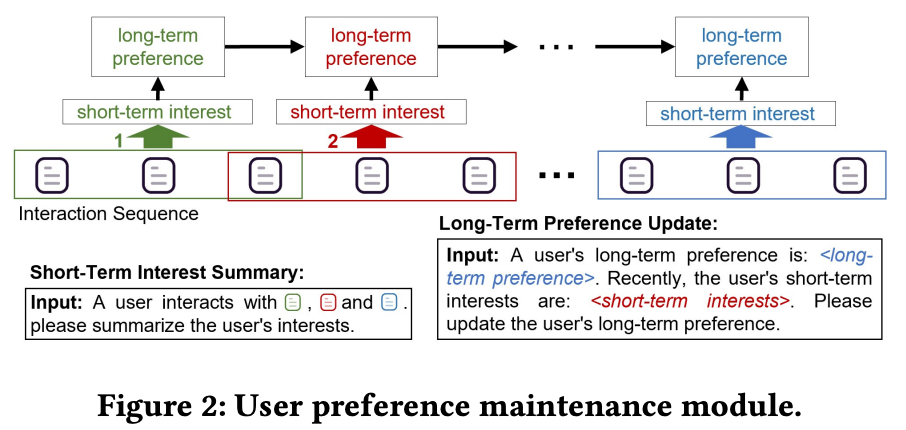 long-term
preference
long-term
preference
...
long-term
preference
short-term interest
short-term interest
short-term interest
1
2
...
Interaction Sequence
Long-Term Preference Update:
Input: A user's long-term preference is: <long-
term preference>. Recently, the user's short-term
interests are: <short-term interests>. Please
update the user's long-term preference.
Short-Term Interest Summary:
Input: A user interacts with , and .
please summarize the user's interests.
Figure 2: User preference maintenance module.